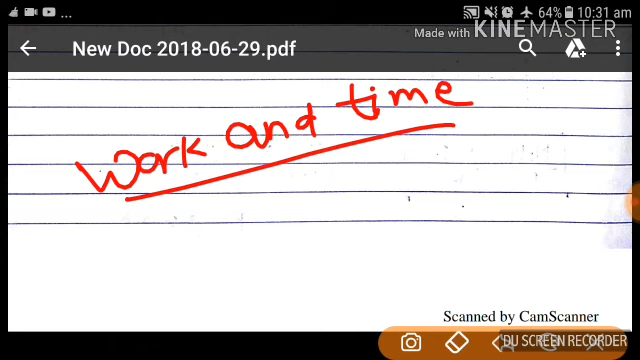 ... 64% 10:31 am
Made with KINEMASTER
New Doc 2018-06-29.pdf
Work and time
Scanned by CamScanner
DU SCREEN RECORDER